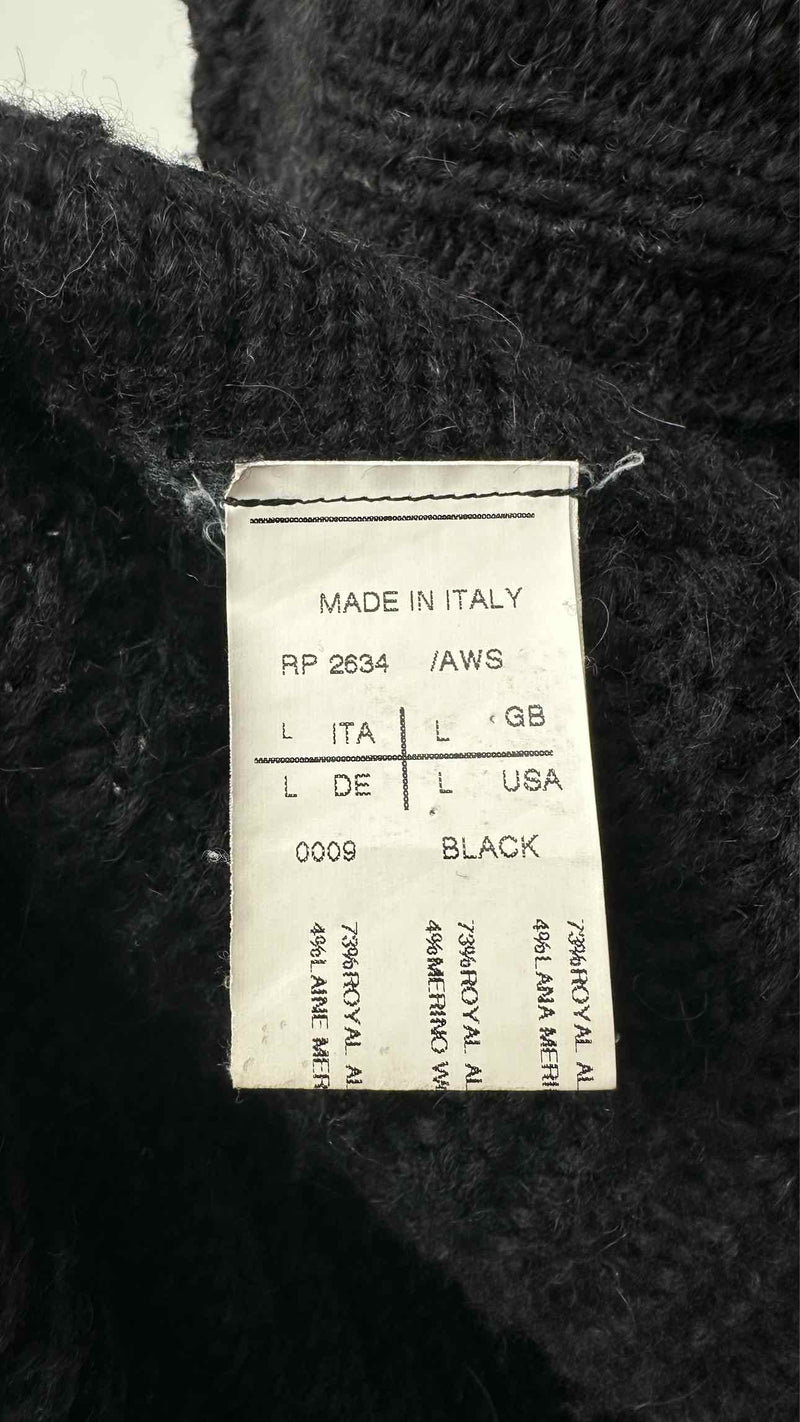 MADE IN ITALY
RP 2634 /AWS
L ITA L GB
L DE L USA
0009 BLACK
73%ROYAL AL
4%LANA MERI
73%ROYAL AL
4%MERINO W
73%ROYAL AL
4%LAINE MER